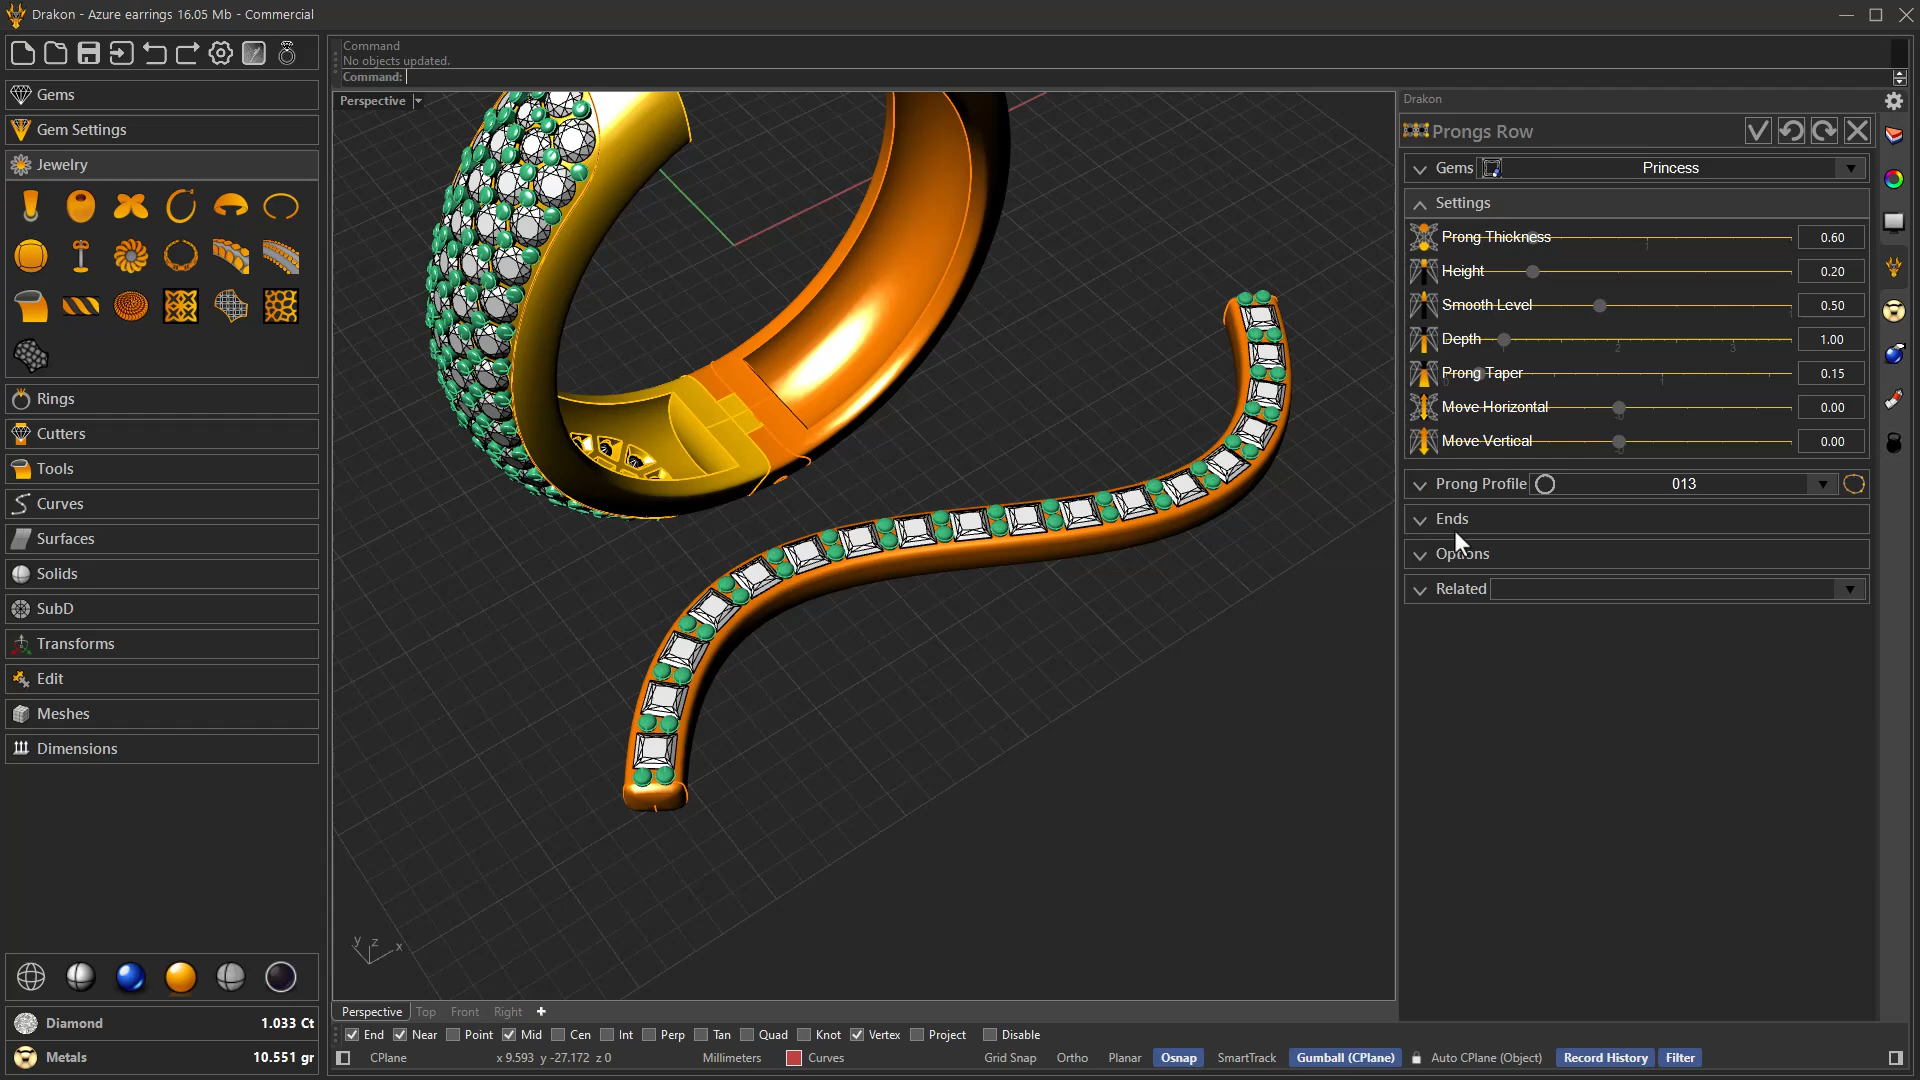 Drakon - Azure earrings 16.05 Mb - Commercial
Command
No objects updated.
Command:
Gems
Gem Settings
Jewelry
Rings
Cutters
Tools
Curves
Surfaces
Solids
SubD
Transforms
Edit
Meshes
Dimensions
Diamond 1.033 Ct
Metals 10.551 gr
Perspective
y z x
Drakon
Prongs Row
Gems Princess
Settings
Prong Thickness 0.60
Height 0.20
Smooth Level 0.50
Depth 1.00
2 3
Prong Taper 0.15
Move Horizontal 0.00
Move Vertical 0.00
Prong Profile 013
Ends
Options
Related
Perspective Top Front Right
End Near Point Mid Cen Int Perp Tan Quad Knot Vertex Project Disable
CPlane x 9.593 y -27.172 z 0 Millimeters Curves Grid Snap Ortho Planar Osnap SmartTrack Gumball (CPlane) Auto CPlane (Object) Record History Filter